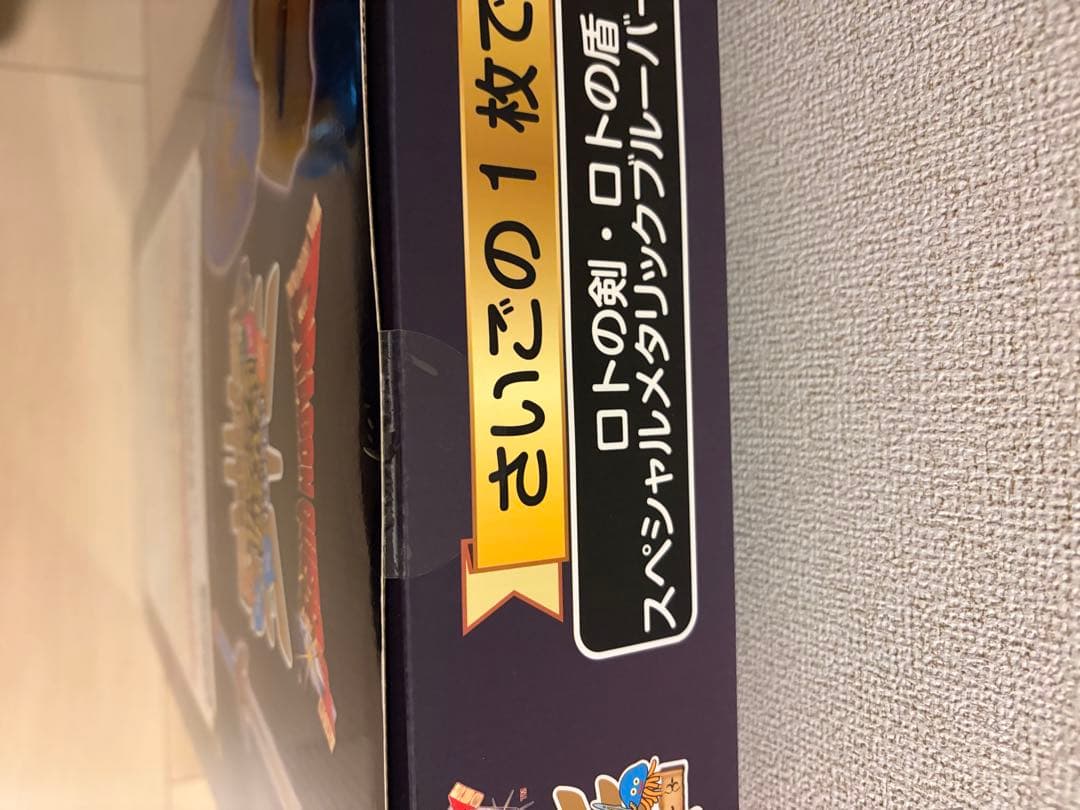 さいごの1枚で
ロトの剣・ロトの盾
スペシャルメタリックブルーバー
TM